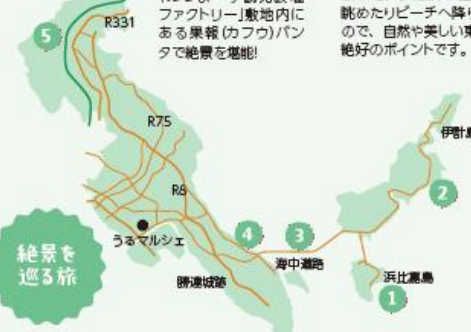 ファクトリー」敷地内に
ある果報(カフウ)バン
タで絶景を堪能!
眺めたりビーチへ降り
ので、自然や美しい
絶好のポイントです。
5
R331
R75
伊計島
R8
2
うるマルシェ
4
3
海中道路
絶景を
巡る旅
勝連城跡
浜比嘉島
1